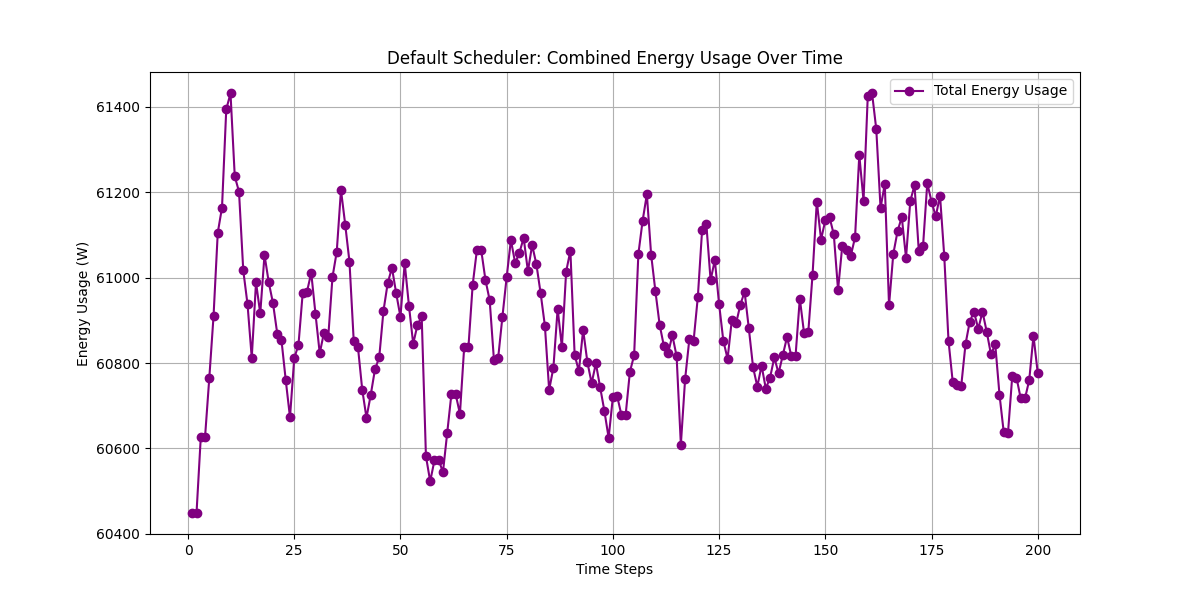 Default Scheduler: Combined Energy Usage Over Time
Total Energy Usage
Energy Usage (W)
61400
61200
61000
60800
60600
60400
0 25 50 75 100 125 150 175 200
Time Steps